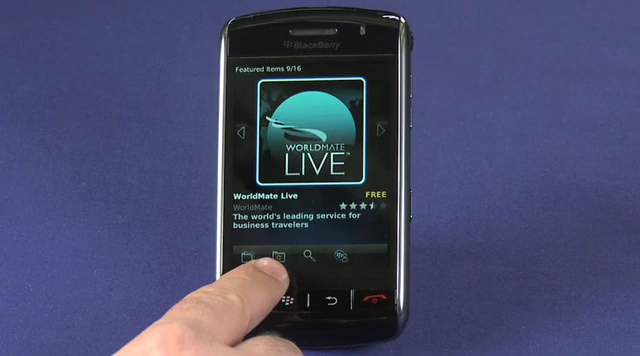 BlackBerry
Featured Items 9/16
WORLDMATE
LIVE
WorldMate Live FREE
WorldMate
The world's leading service for
business travelers